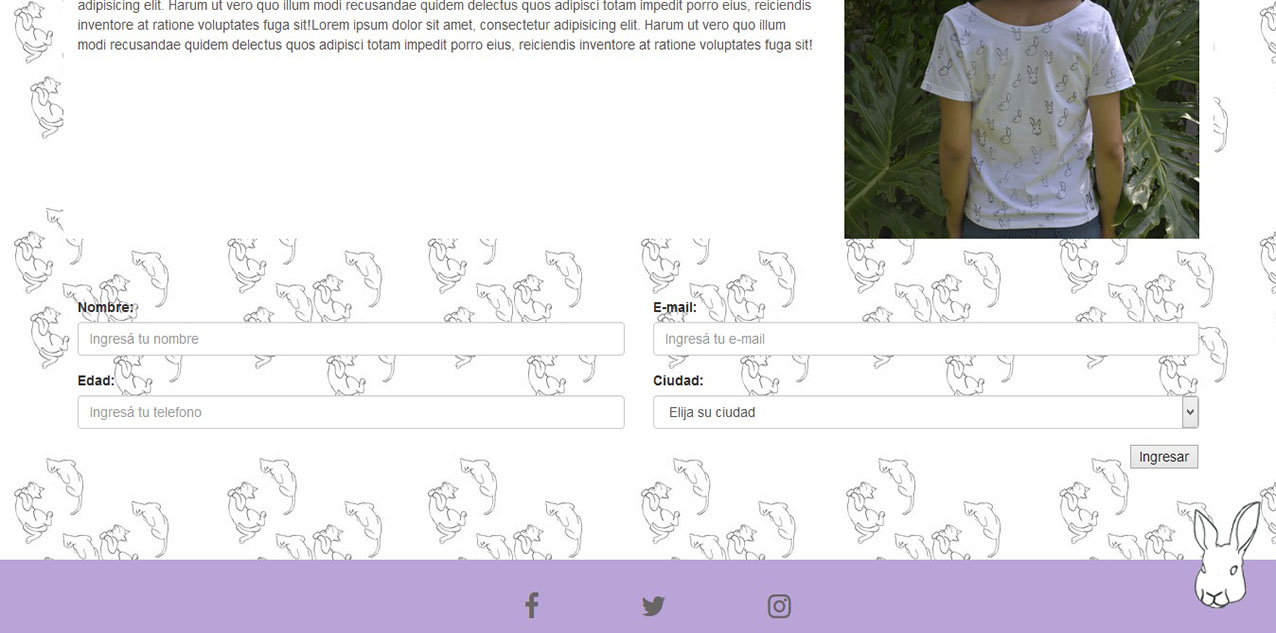 adipisicing elit. Harum ut vero quo illum modi recusandae quidem delectus quos adipisci totam impedit porro eius, reiciendis
inventore at ratione voluptates fuga sit!Lorem ipsum dolor sit amet, consectetur adipisicing elit. Harum ut vero quo illum
modi recusandae quidem delectus quos adipisci totam impedit porro eius, reiciendis inventore at ratione voluptates fuga sit!
Nombre:
Ingresá tu nombre
E-mail:
Ingresá tu e-mail
Edad:
Ingresá tu telefono
Ciudad:
Elija su ciudad
Ingresar